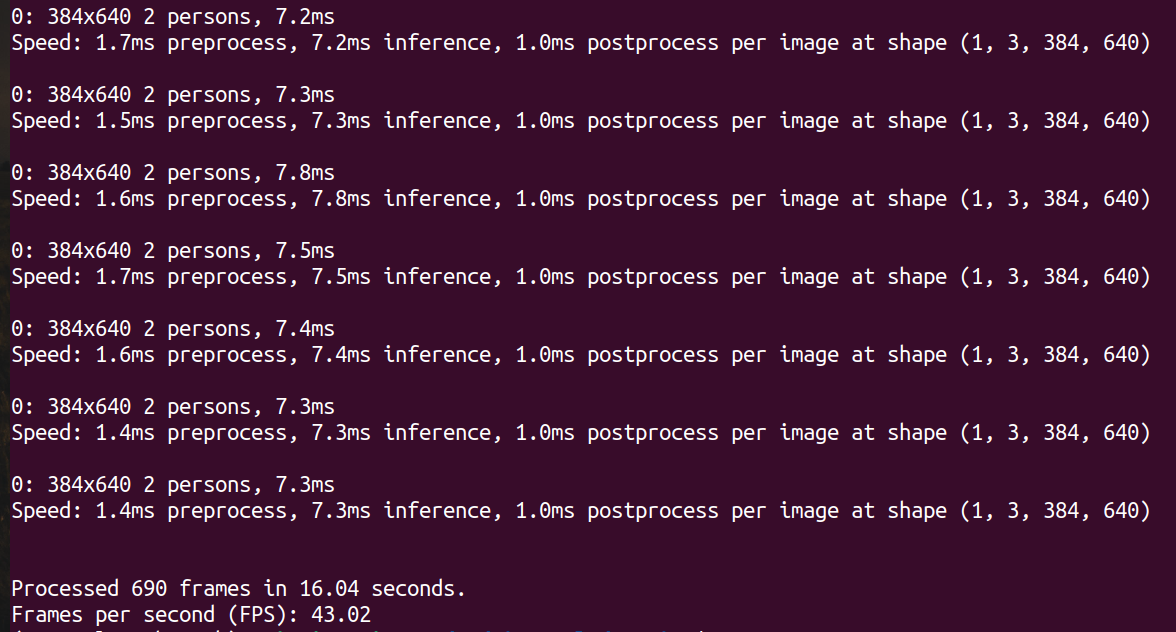 0: 384x640 2 persons, 7.2ms
Speed: 1.7ms preprocess, 7.2ms inference, 1.0ms postprocess per image at shape (1, 3, 384, 640)
0: 384x640 2 persons, 7.3ms
Speed: 1.5ms preprocess, 7.3ms inference, 1.0ms postprocess per image at shape (1, 3, 384, 640)
0: 384x640 2 persons, 7.8ms
Speed: 1.6ms preprocess, 7.8ms inference, 1.0ms postprocess per image at shape (1, 3, 384, 640)
0: 384x640 2 persons, 7.5ms
Speed: 1.7ms preprocess, 7.5ms inference, 1.0ms postprocess per image at shape (1, 3, 384, 640)
0: 384x640 2 persons, 7.4ms
Speed: 1.6ms preprocess, 7.4ms inference, 1.0ms postprocess per image at shape (1, 3, 384, 640)
0: 384x640 2 persons, 7.3ms
Speed: 1.4ms preprocess, 7.3ms inference, 1.0ms postprocess per image at shape (1, 3, 384, 640)
0: 384x640 2 persons, 7.3ms
Speed: 1.4ms preprocess, 7.3ms inference, 1.0ms postprocess per image at shape (1, 3, 384, 640)
Processed 690 frames in 16.04 seconds.
Frames per second (FPS): 43.02